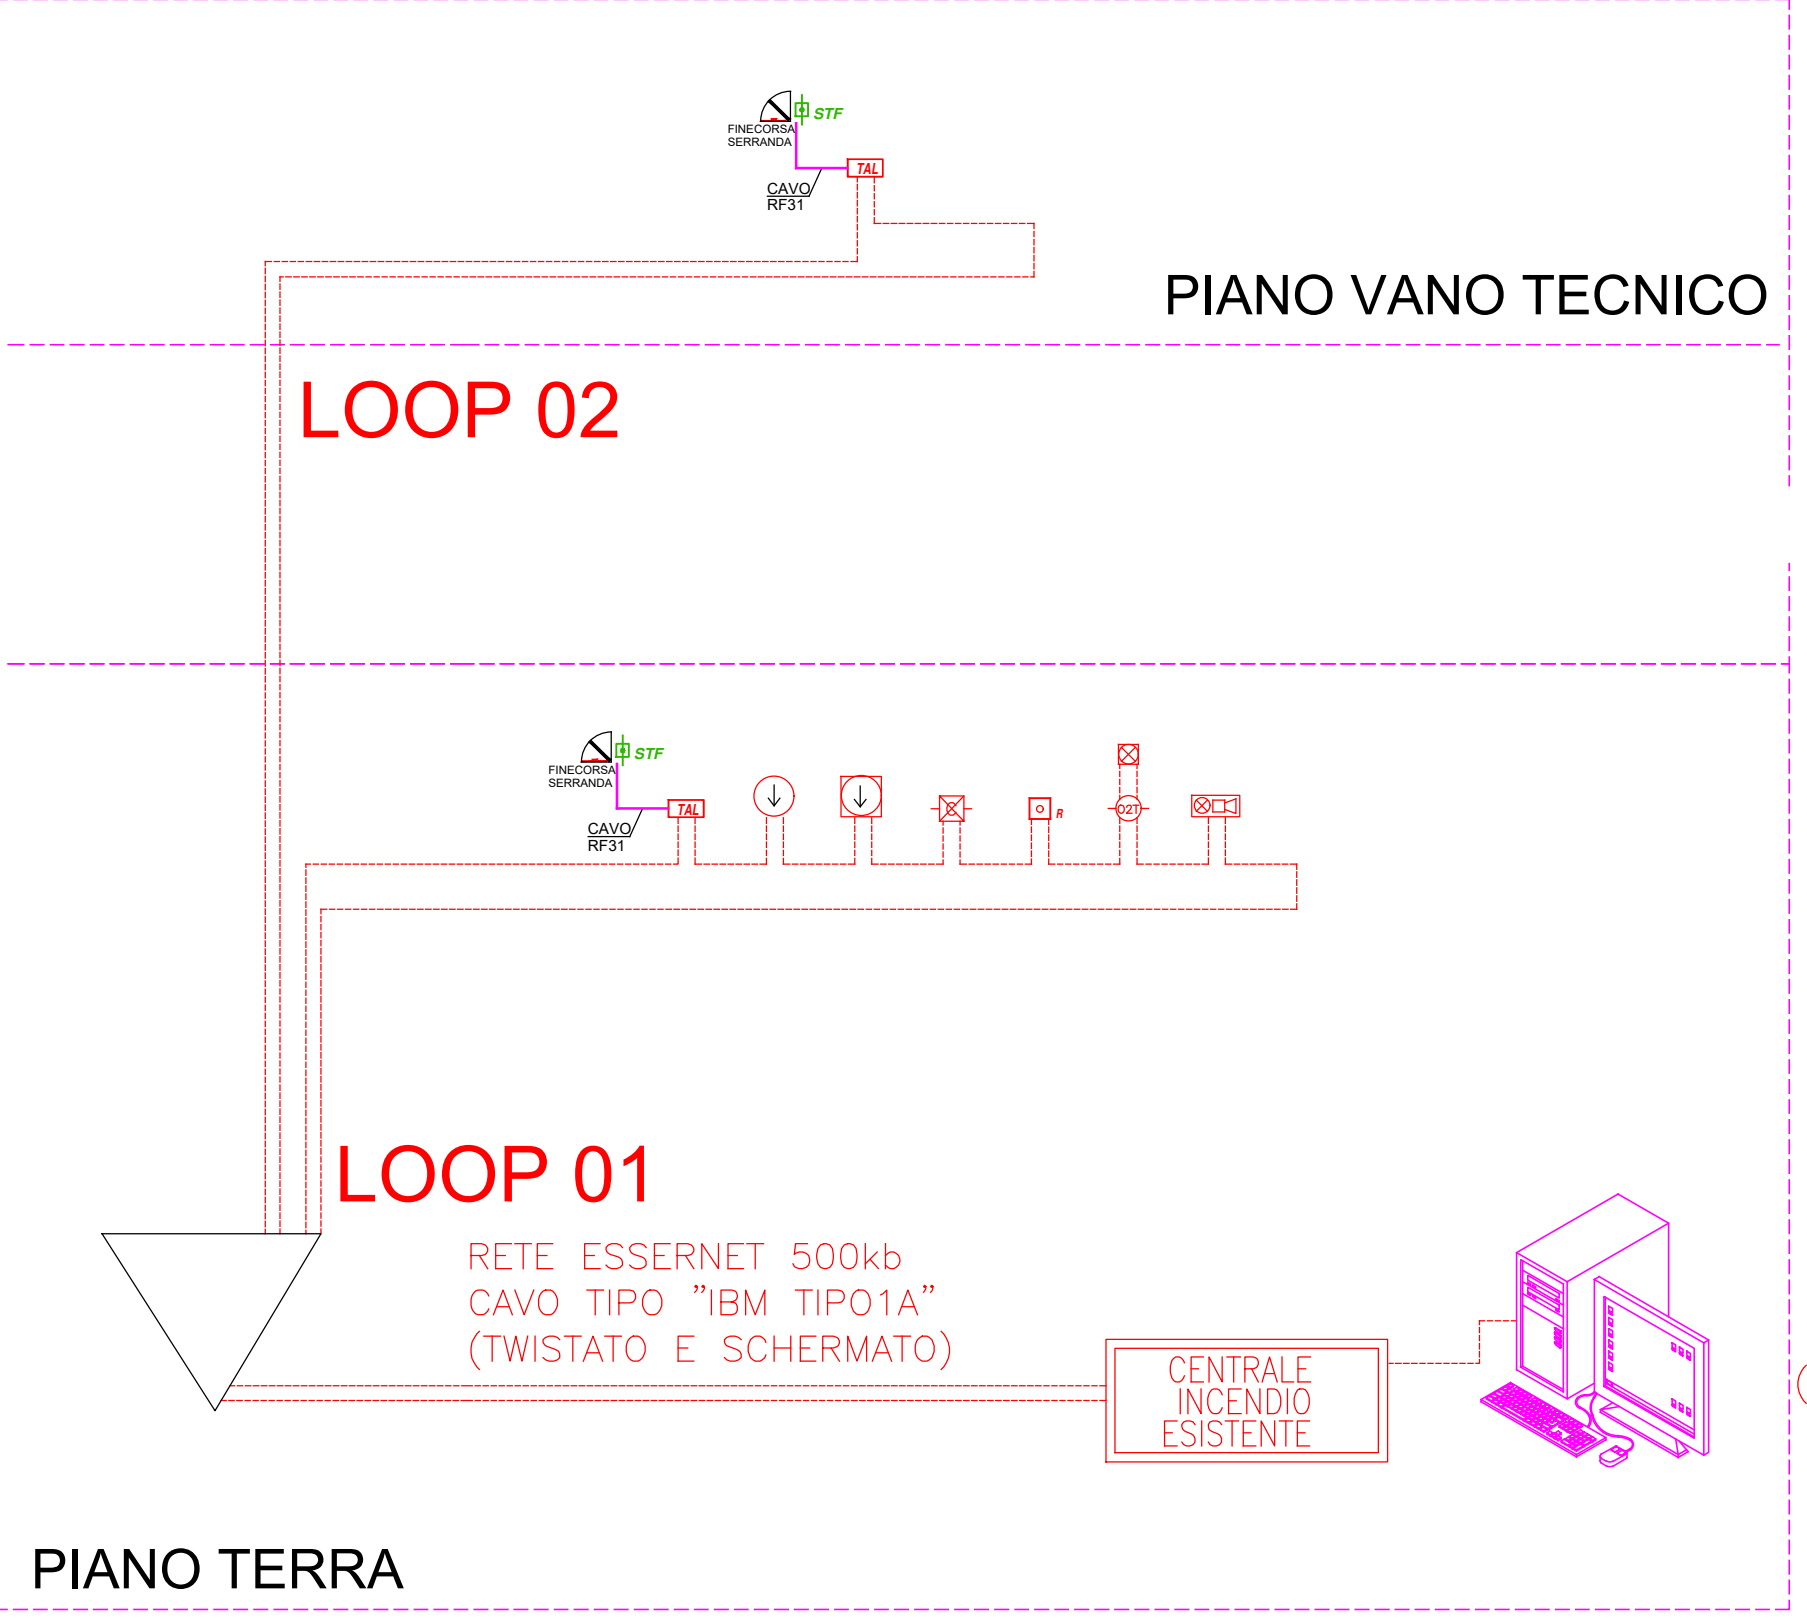 STF
FINECORSA
SERRANDA
TAL
CAVO
RF31
PIANO VANO TECNICO
LOOP 02
STF
FINECORSA
SERRANDA
TAL
R
O2T
CAVO
RF31
LOOP 01
RETE ESSERNET 500kb
CAVO TIPO "IBM TIPO1A"
(TWISTATO E SCHERMATO)
CENTRALE
INCENDIO
ESISTENTE
PIANO TERRA